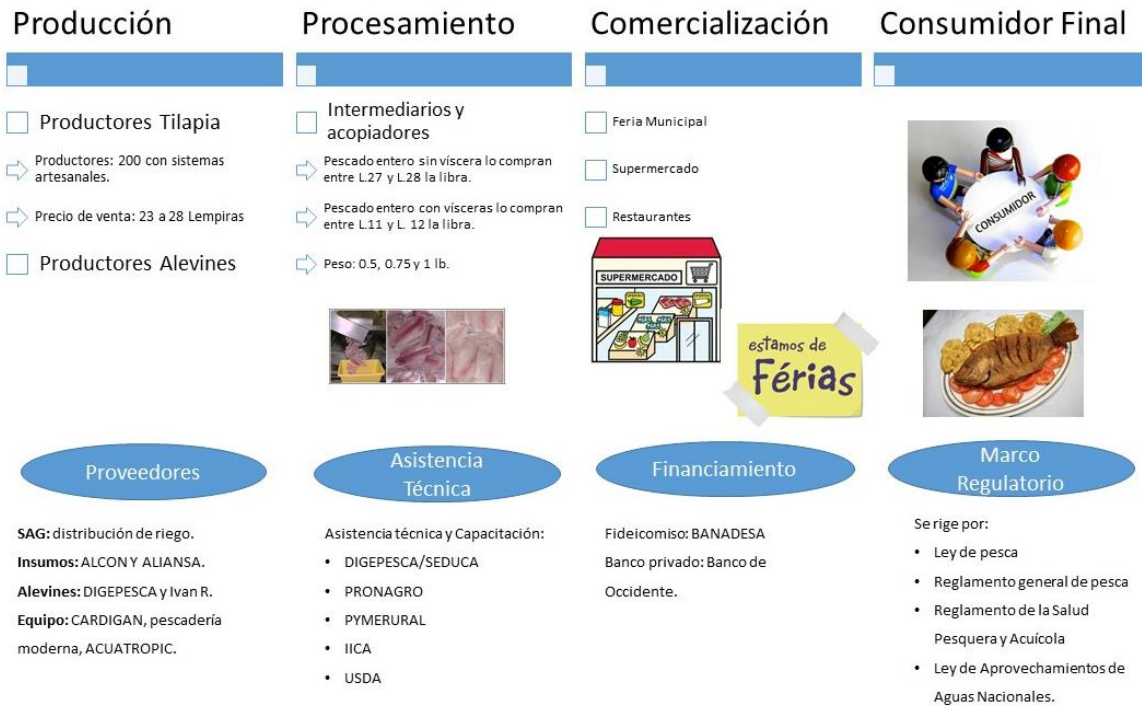 Producción
Procesamiento
Comercialización
Consumidor Final
Productores Tilapia
Productores: 200 con sistemas
artesanales.
Precio de venta: 23 a 28 Lempiras
Productores Alevines
Intermediarios y
acopiadores
Pescado entero sin víscera lo compran
entre L.27 y L.28 la libra.
Pescado entero con vísceras lo compran
entre L.11 y L. 12 la libra.
Peso: 0.5, 0.75 y 1 lb.
Feria Municipal
Supermercado
Restaurantes
SUPERMERCADO
estamos de
Férias
CONSUMIDOR
Proveedores
SAG: distribución de riego.
Insumos: ALCON Y ALIANSA.
Alevines: DIGEPESCA y Ivan R.
Equipo: CARDIGAN, pescadería
moderna, ACUATROPIC.
Asistencia
Técnica
Asistencia técnica y Capacitación:
• DIGEPESCA/SEDUCA
• PRONAGRO
• PYMERURAL
• IICA
• USDA
Financiamiento
Fideicomiso: BANADESA
Banco privado: Banco de
Occidente.
Marco
Regulatorio
Se rige por:
• Ley de pesca
• Reglamento general de pesca
• Reglamento de la Salud
Pesquera y Acuícola
• Ley de Aprovechamientos de
Aguas Nacionales.